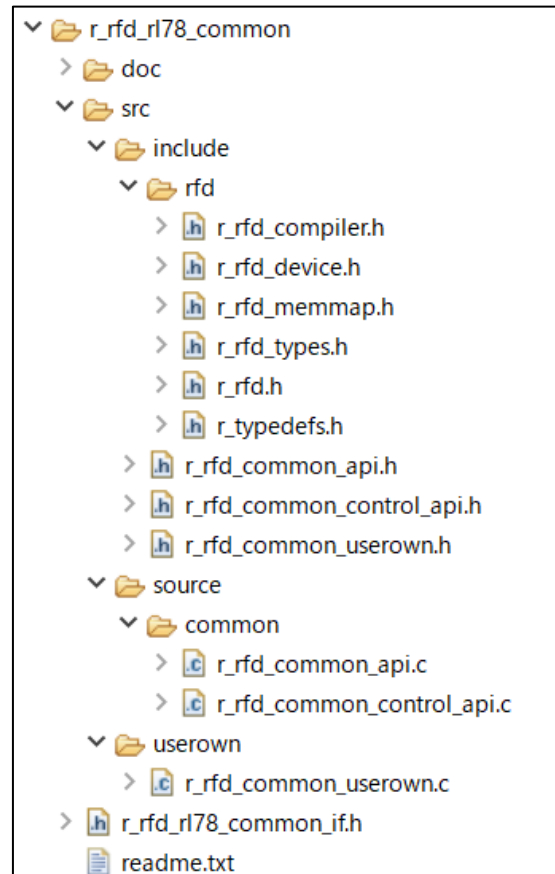 r_rfd_rl78_common
doc
src
include
rfd
r_rfd_compiler.h
r_rfd_device.h
r_rfd_memmap.h
r_rfd_types.h
r_rfd.h
r_typedefs.h
r_rfd_common_api.h
r_rfd_common_control_api.h
r_rfd_common_userown.h
source
common
r_rfd_common_api.c
r_rfd_common_control_api.c
userown
r_rfd_common_userown.c
r_rfd_rl78_common_if.h
readme.txt